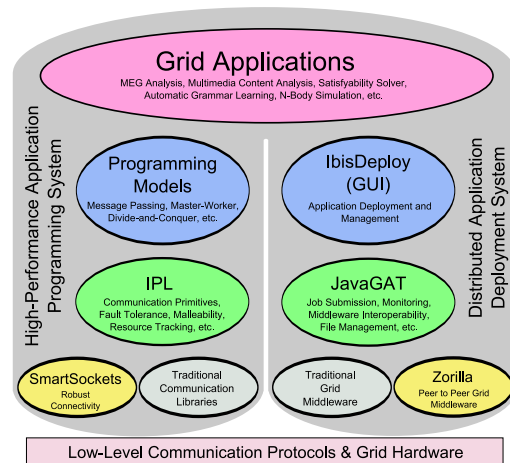 Grid Applications
MEG Analysis, Multimedia Content Analysis, Satisfyability Solver,
Automatic Grammar Learning, N-Body Simulation, etc.
High-Performance Application
Programming System
Programming
Models
Message Passing, Master-Worker,
Divide-and-Conquer, etc.
IbisDeploy
(GUI)
Application Deployment and
Management
Distributed Application
Deployment System
IPL
Communication Primitives,
Fault Tolerance, Malleability,
Resource Tracking, etc.
JavaGAT
Job Submission, Monitoring,
Middleware Interoperability,
File Management, etc.
SmartSockets
Robust
Connectivity
Traditional
Communication
Libraries
Traditional
Grid
Middleware
Zorilla
Peer to Peer Grid
Middleware
Low-Level Communication Protocols & Grid Hardware